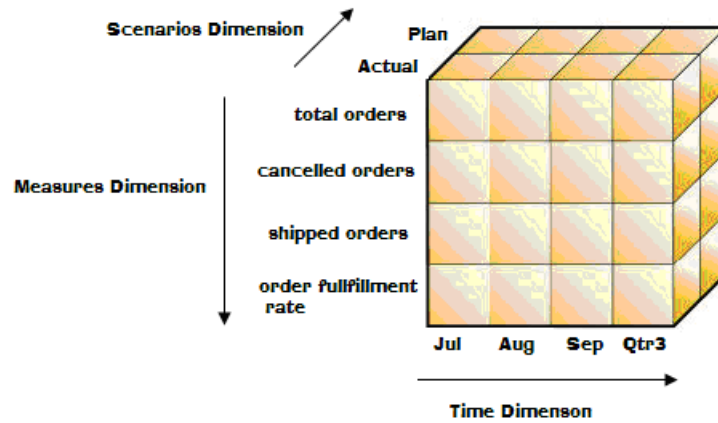 Scenarios Dimension
Plan
Actual
total orders
cancelled orders
Measures Dimension
shipped orders
order fullfillment
rate
Jul Aug Sep Qtr3
Time Dimenson